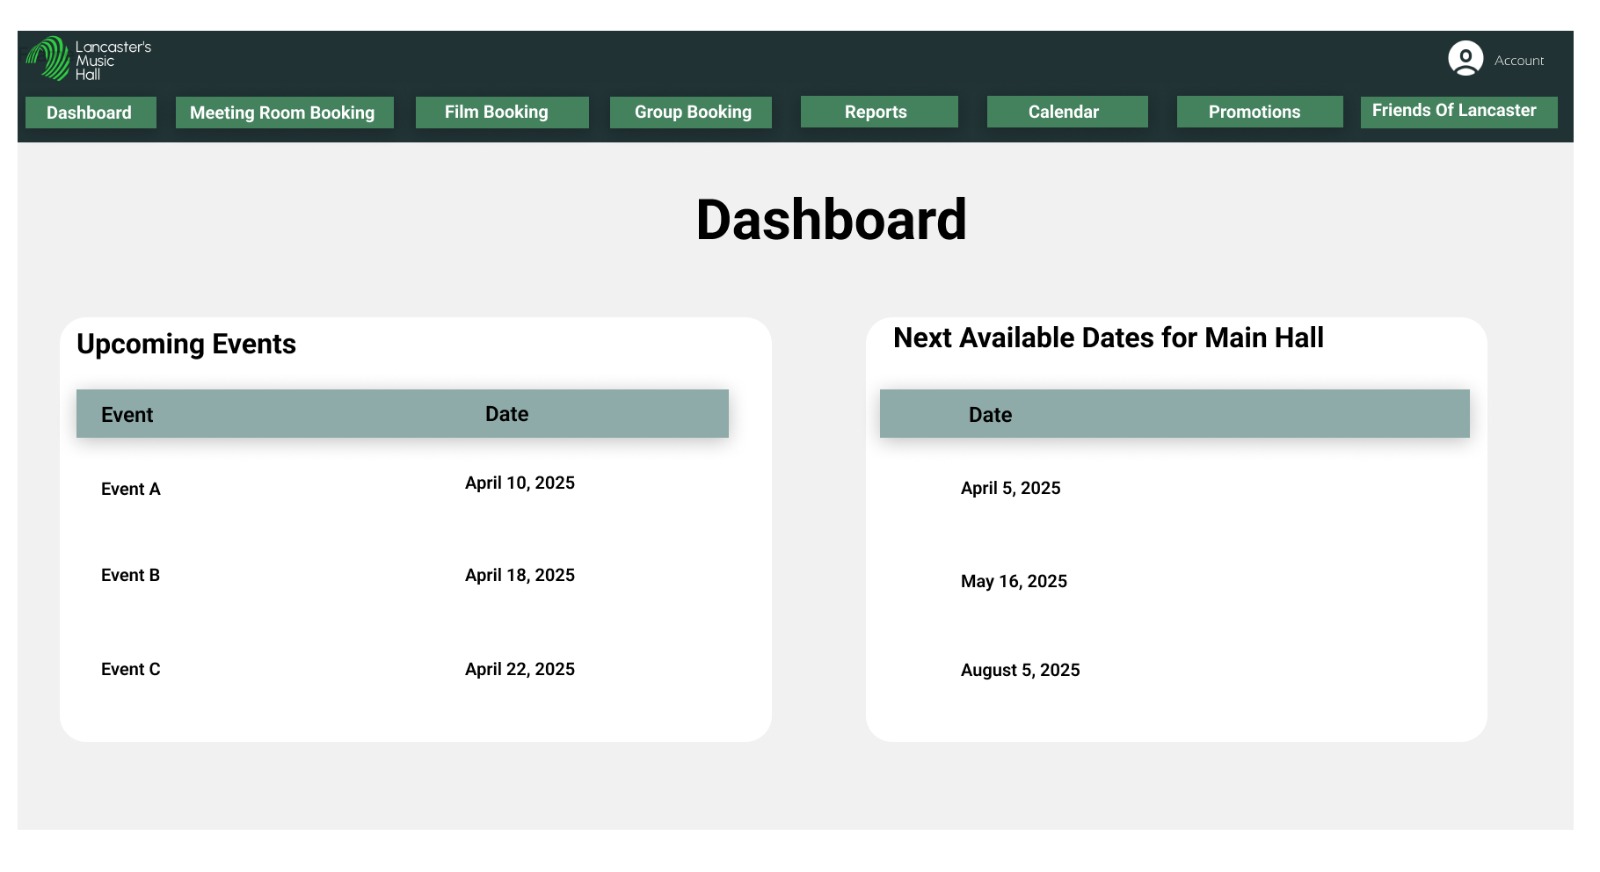 Lancaster's
Music
Hall
Account
Dashboard
Meeting Room Booking
Film Booking
Group Booking
Reports
Calendar
Promotions
Friends Of Lancaster
Dashboard
Upcoming Events
Event Date
Event A April 10, 2025
Event B April 18, 2025
Event C April 22, 2025
Next Available Dates for Main Hall
Date
April 5, 2025
May 16, 2025
August 5, 2025